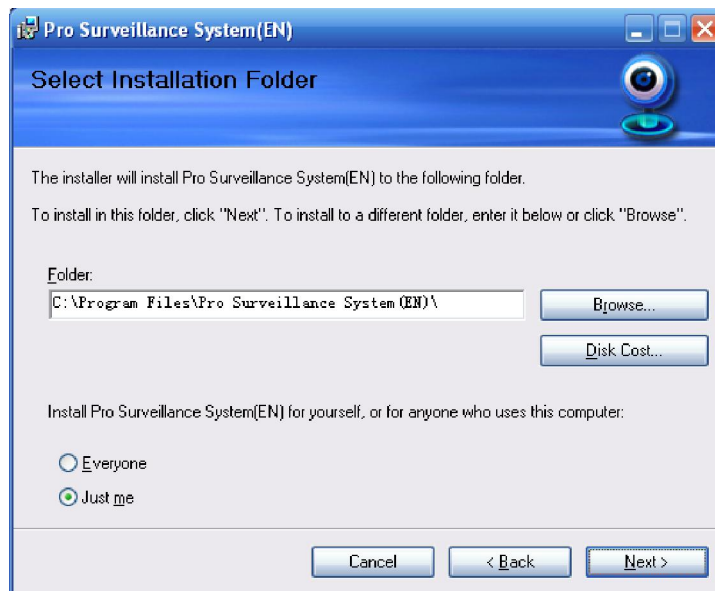 Pro Surveillance System(EN)
Select Installation Folder
The installer will install Pro Surveillance System(EN) to the following folder.
To install in this folder, click "Next". To install to a different folder, enter it below or click "Browse".
Folder:
C:\Program Files\Pro Surveillance System(EN)\
Browse...
Disk Cost...
Install Pro Surveillance System(EN) for yourself, or for anyone who uses this computer:
Everyone
Just me
Cancel
< Back
Next >